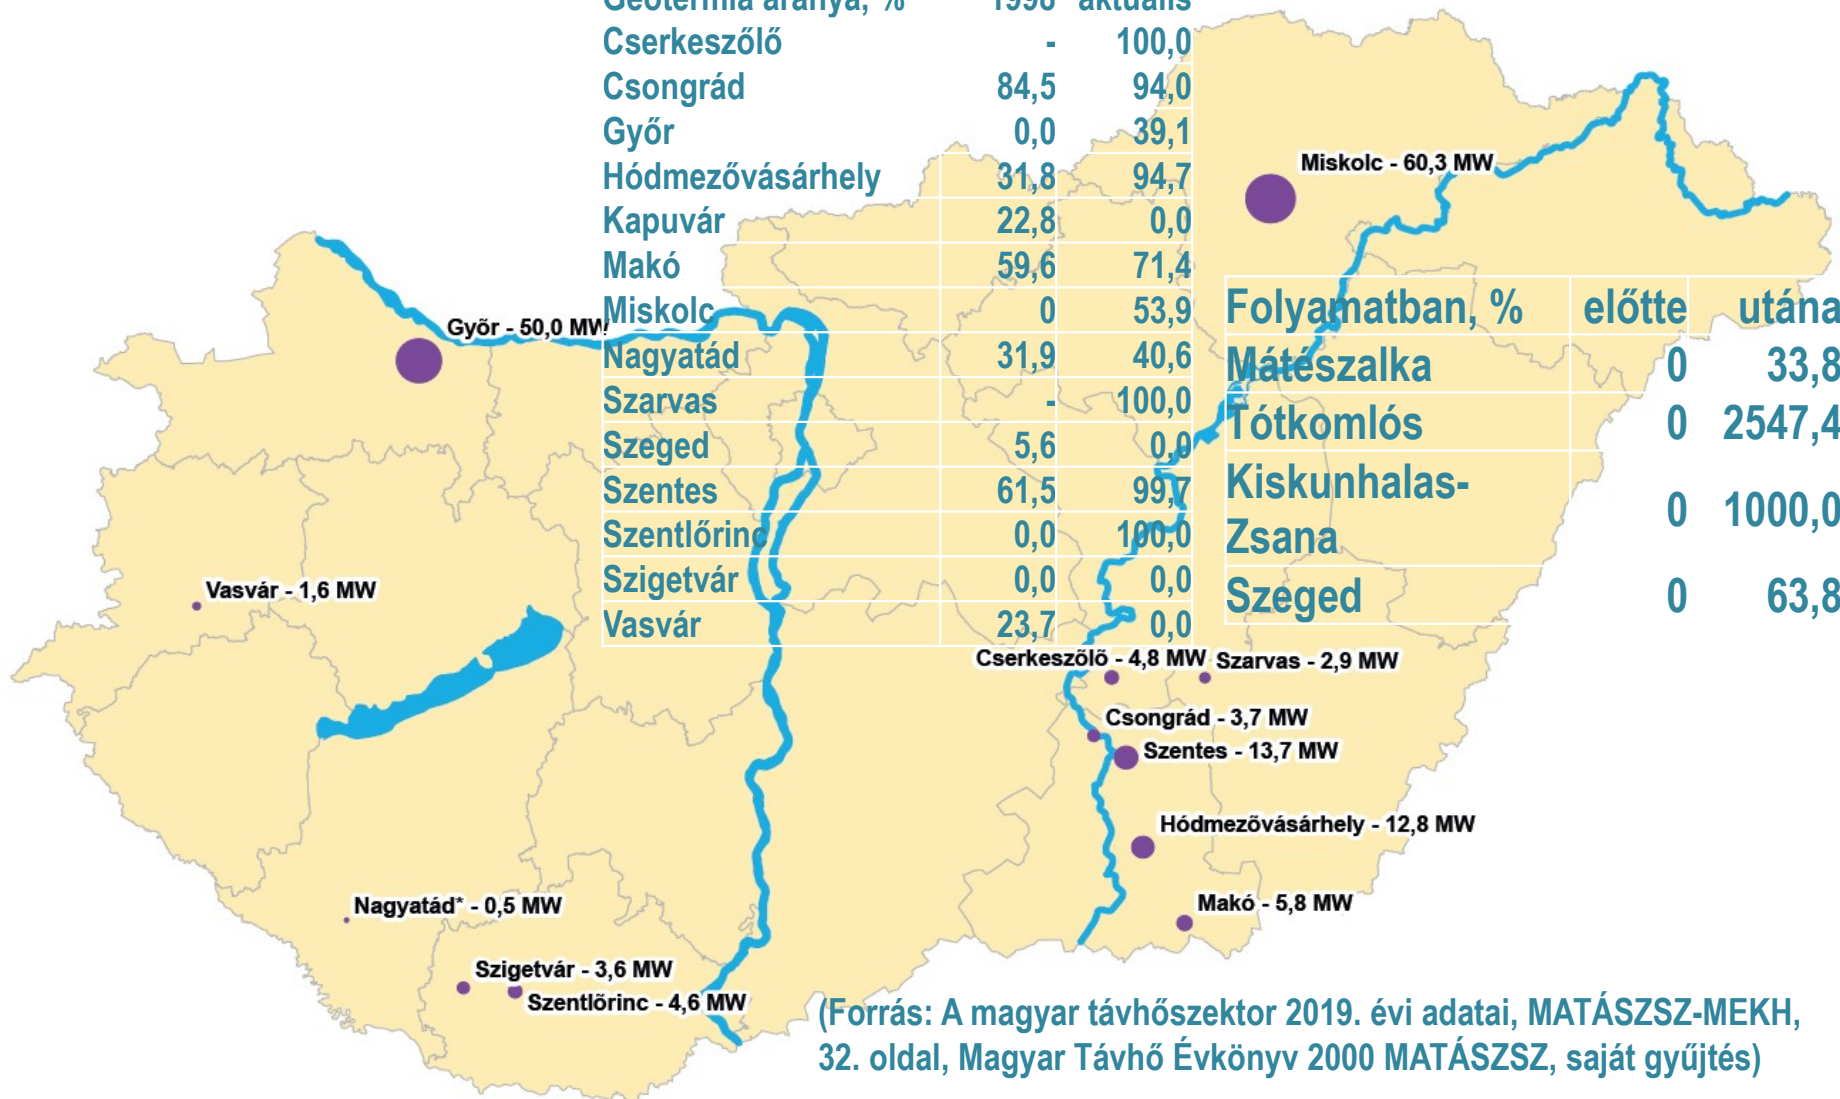 Geotermia aránya, % 1998 aktuális
Cserkeszőlő - 100,0
Csongrád 84,5 94,0
Győr 0,0 39,1
Hódmezővásárhely 31,8 94,7
Kapuvár 22,8 0,0
Makó 59,6 71,4
Miskolc 0 53,9
Nagyatád 31,9 40,6
Szarvas - 100,0
Szeged 5,6 0,0
Szentes 61,5 99,7
Szentlőrinc 0,0 100,0
Szigetvár 0,0 0,0
Vasvár 23,7 0,0
Miskolc - 60,3 MW
Folyamatban, % előtte utána
Mátészalka 0 33,8
Tótkomlós 0 2547,4
Kiskunhalas-
Zsana 0 1000,0
Szeged 0 63,8
Győr - 50,0 MW
Vasvár - 1,6 MW
Cserkeszõlõ - 4,8 MW
Szarvas - 2,9 MW
Csongrád - 3,7 MW
Szentes - 13,7 MW
Hódmezõvásárhely - 12,8 MW
Makó - 5,8 MW
Nagyatád* - 0,5 MW
Szigetvár - 3,6 MW
Szentlõrinc - 4,6 MW
(Forrás: A magyar távhőszektor 2019. évi adatai, MATÁSZSZ-MEKH,
32. oldal, Magyar Távhő Évkönyv 2000 MATÁSZSZ, saját gyűjtés)